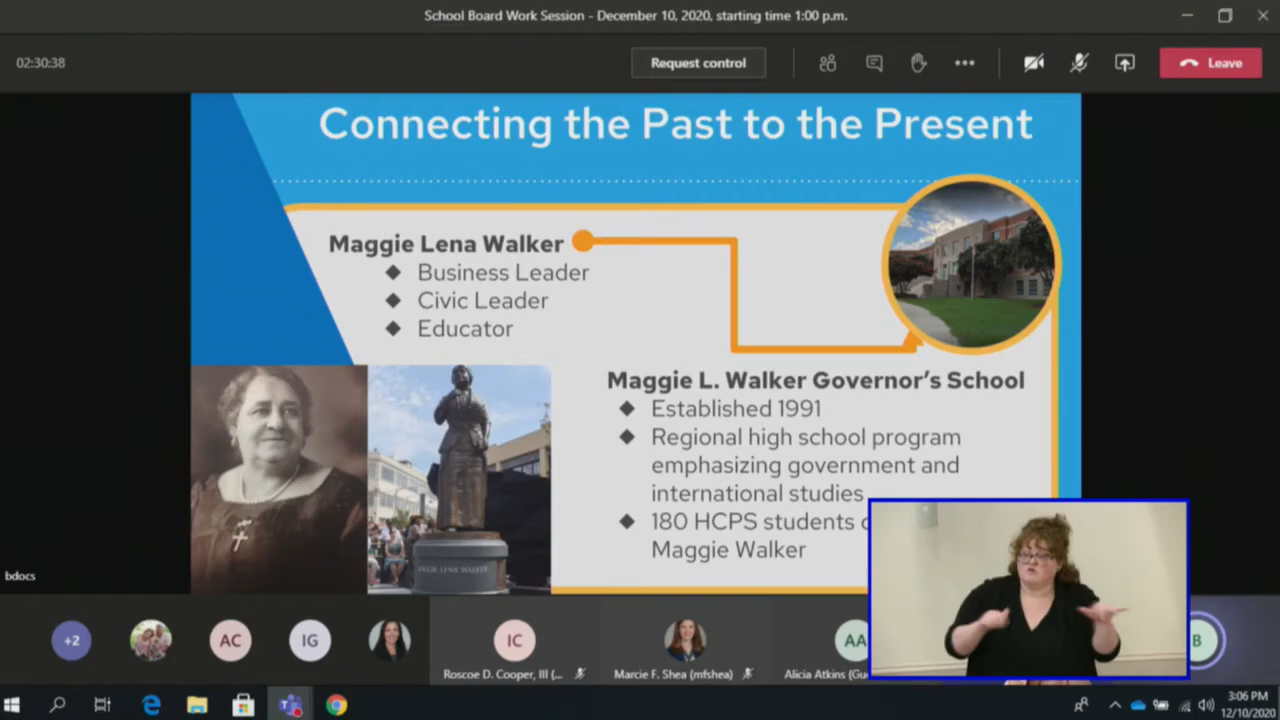 School Board Work Session - December 10, 2020, starting time 1:00 p.m.
02:30:38
Request control
Leave
Connecting the Past to the Present
Maggie Lena Walker
Business Leader
Civic Leader
Educator
Maggie L. Walker Governor's School
Established 1991
Regional high school program
emphasizing government and
international studies
180 HCPS students
Maggie Walker
MAGGIE LENA WALKER
bdocs
+2
AC
IG
IC
AA
B
Roscoe D. Cooper, III (...
Marcie F. Shea (mfshea)
Alicia Atkins (Gu
3:06 PM
12/10/2020